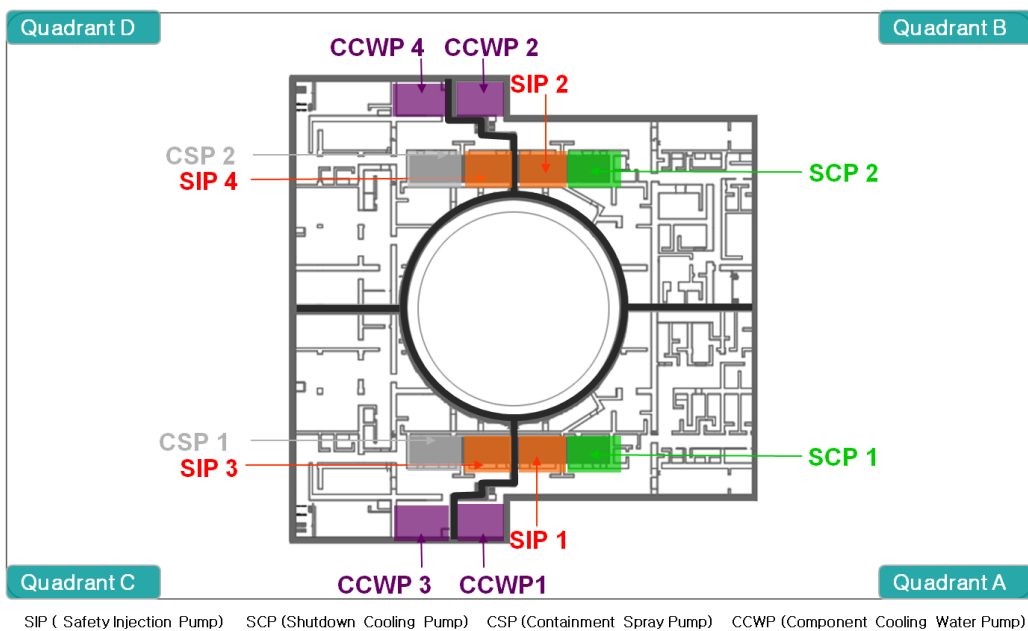 Quadrant D
Quadrant B
CCWP 4
CCWP 2
SIP 2
CSP 2
SIP 4
SCP 2
CSP 1
SIP 3
SCP 1
SIP 1
CCWP 3
CCWP1
Quadrant C
Quadrant A
SIP ( Safety Injection Pump) SCP (Shutdown Cooling Pump) CSP (Containment Spray Pump) CCWP (Component Cooling Water Pump)